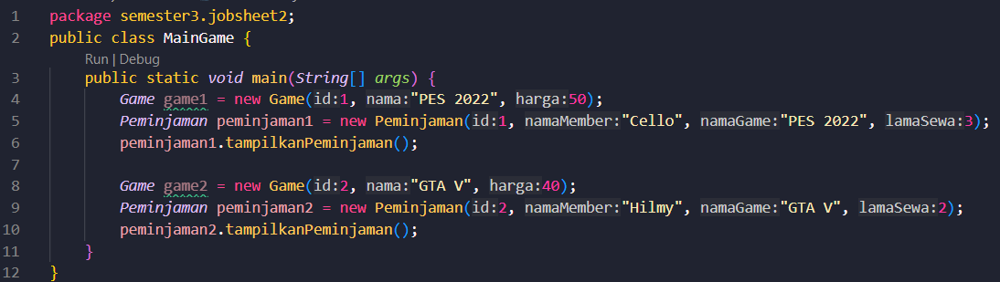 1 package semester3.jobsheet2;
2 public class MainGame {
Run | Debug
3 public static void main(String[] args) {
4 Game game1 = new Game(id:1, nama:"PES 2022", harga:50);
5 Peminjaman peminjaman1 = new Peminjaman(id:1, namaMember:"Cello", namaGame:"PES 2022", lamaSewa:3);
6 peminjaman1.tampilkanPeminjaman();
7
8 Game game2 = new Game(id:2, nama:"GTA V", harga:40);
9 Peminjaman peminjaman2 = new Peminjaman(id:2, namaMember:"Hilmy", namaGame:"GTA V", lamaSewa:2);
10 peminjaman2.tampilkanPeminjaman();
11 }
12 }